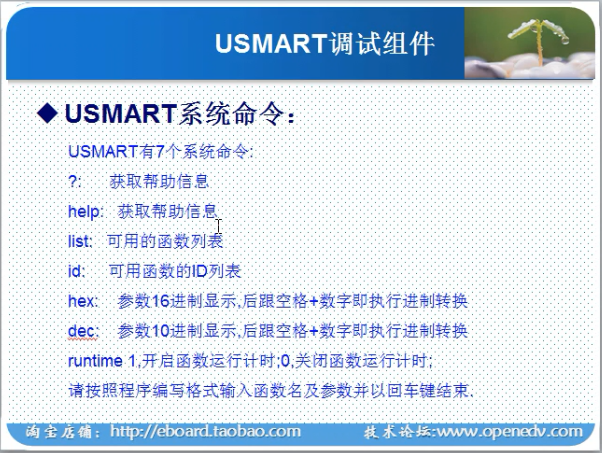 USMART调试组件
◆ USMART系统命令：
USMART有7个系统命令:
?: 获取帮助信息
help: 获取帮助信息
list: 可用的函数列表
id: 可用函数的ID列表
hex: 参数16进制显示,后跟空格+数字即执行进制转换
dec: 参数10进制显示,后跟空格+数字即执行进制转换
runtime 1,开启函数运行计时;0,关闭函数运行计时;
请按照程序编写格式输入函数名及参数并以回车键结束.
淘宝店铺：http://eboard.taobao.com 技术论坛:www.openedv.com